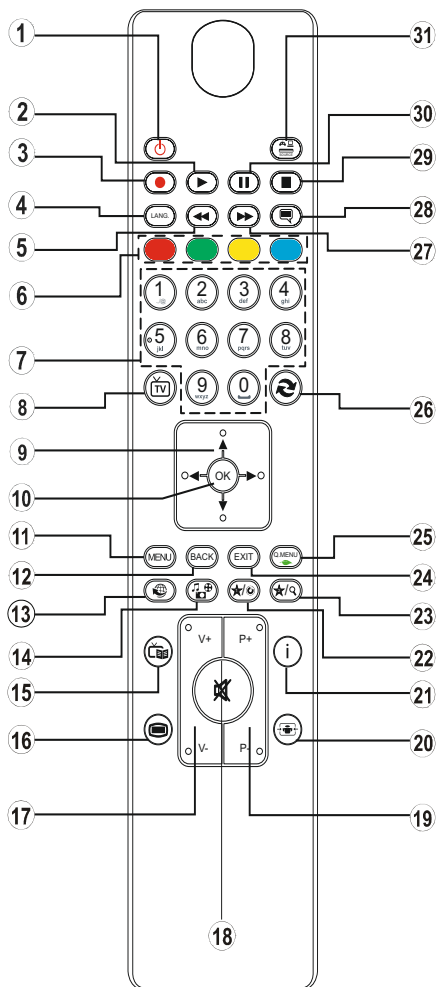 1
31
2
30
3
29
4
LANG.
28
5
27
6
1
../@
2
abc
3
def
4
ghi
5
jkl
6
mno
7
pqrs
8
tuv
7
9
wxyz
0
8
TV
26
9
10
OK
11
MENU
BACK
EXIT
Q.MENU
25
12
24
13
23
14
22
15
V+
P+
i
21
16
20
17
V-
P-
19
18